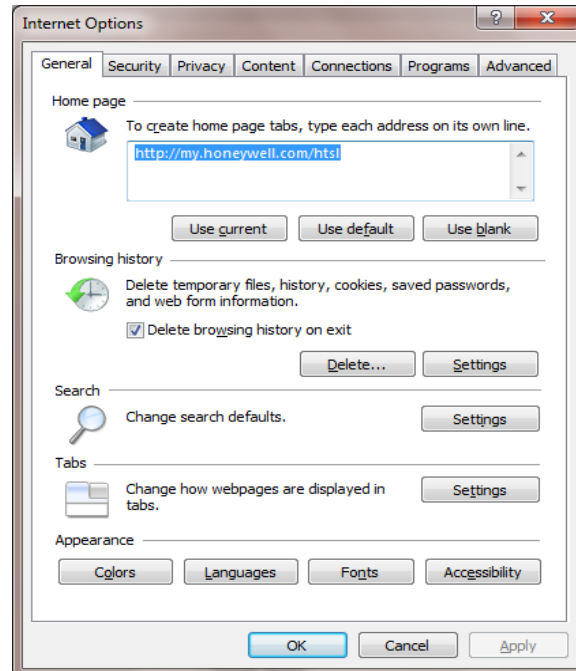 Internet Options
General Security Privacy Content Connections Programs Advanced
Home page
To create home page tabs, type each address on its own line.
http://my.honeywell.com/htsl
Use current Use default Use blank
Browsing history
Delete temporary files, history, cookies, saved passwords,
and web form information.
Delete browsing history on exit
Delete... Settings
Search
Change search defaults. Settings
Tabs
Change how webpages are displayed in Settings
tabs.
Appearance
Colors Languages Fonts Accessibility
OK Cancel Apply